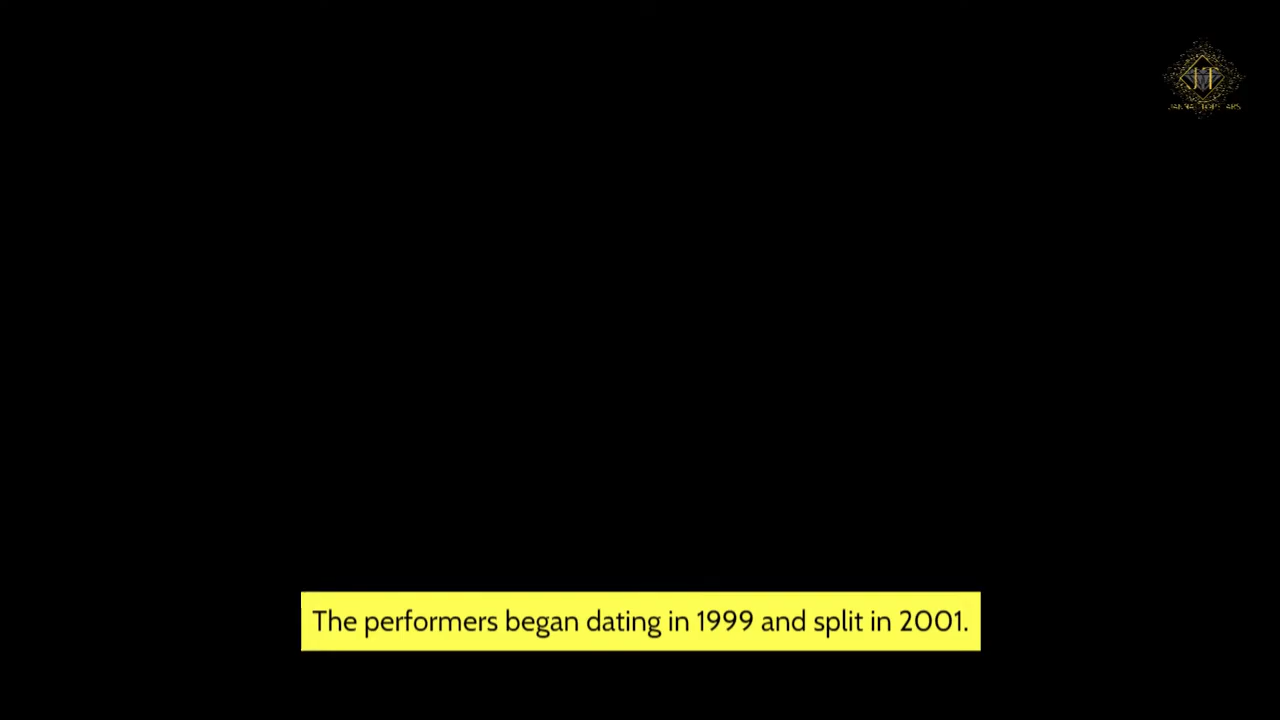 The performers began dating in 1999 and split in 2001.